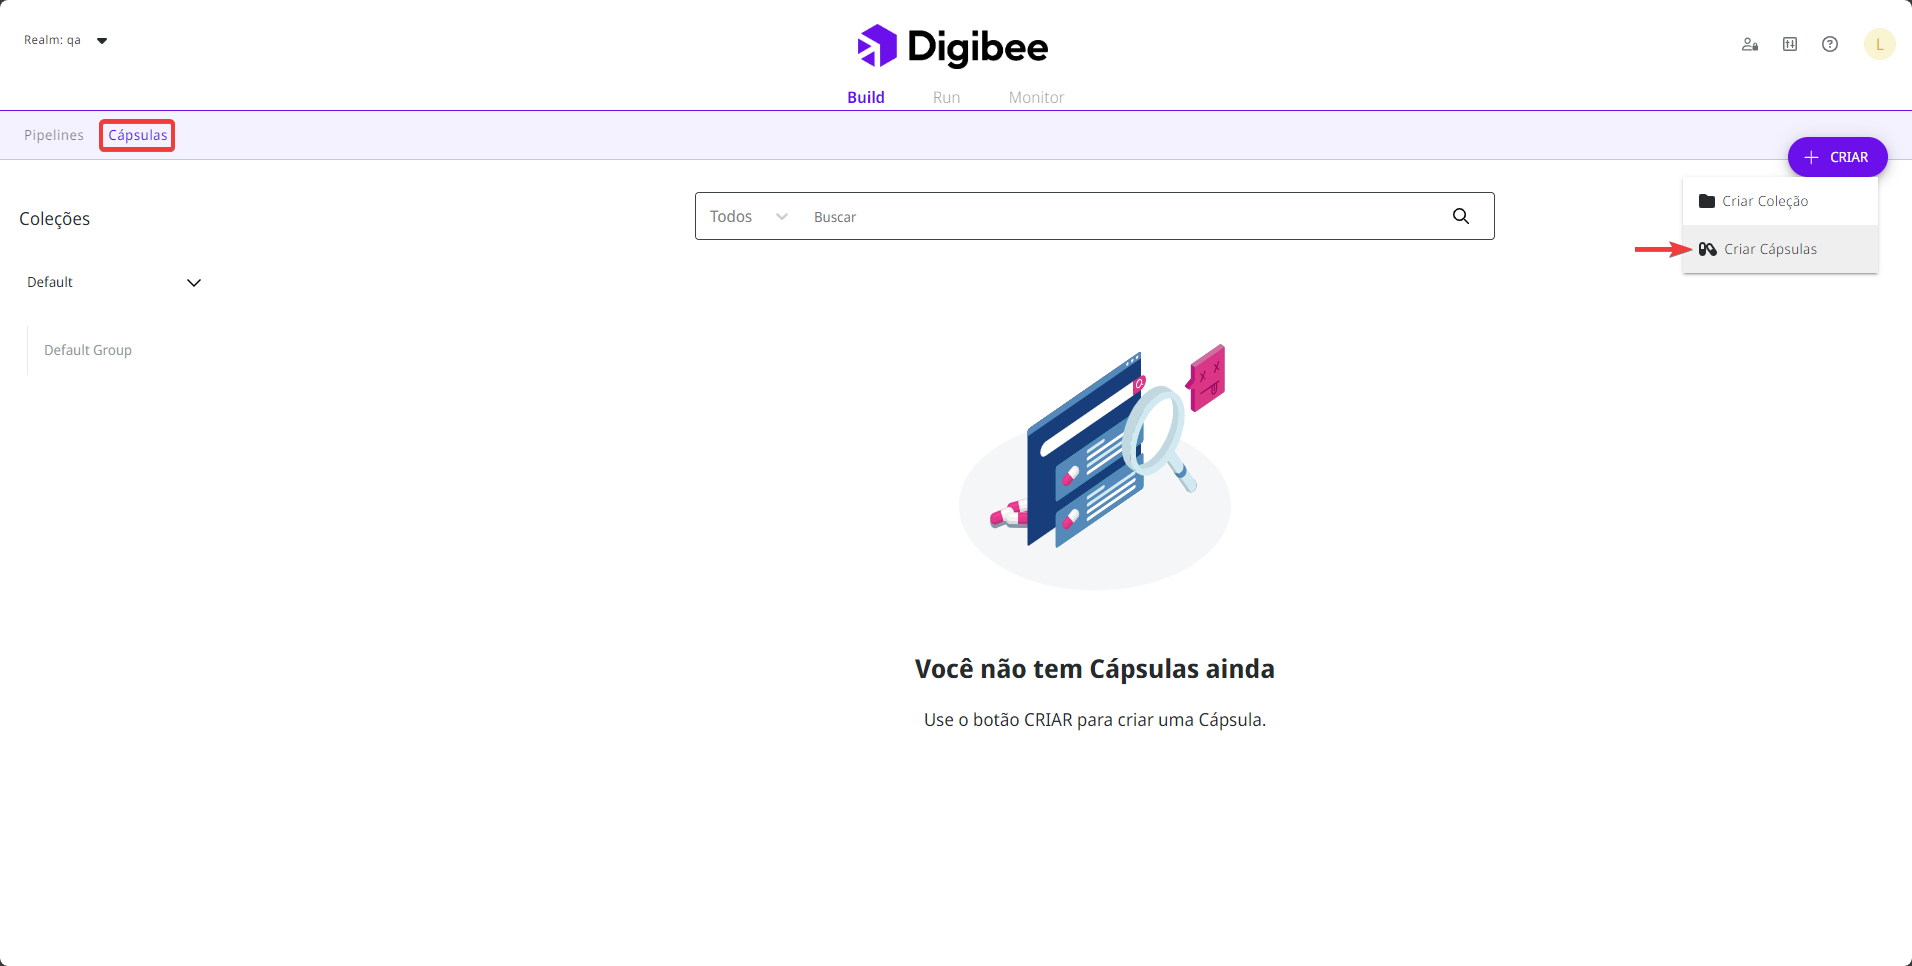 Realm: qa
Digibee
L
Build Run Monitor
Pipelines Cápsulas
CRIAR
Coleções
Todos Buscar
Criar Coleção
Criar Cápsulas
Default
Default Group
Você não tem Cápsulas ainda
Use o botão CRIAR para criar uma Cápsula.